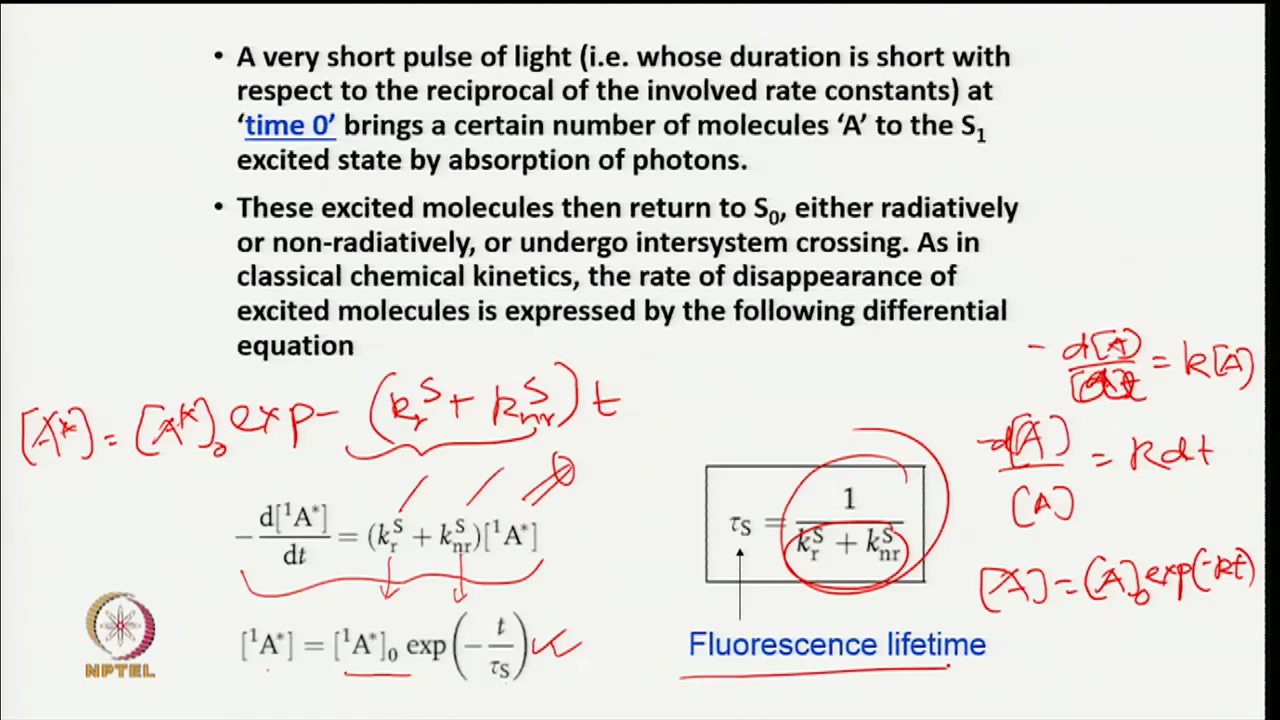 • A very short pulse of light (i.e. whose duration is short with
respect to the reciprocal of the involved rate constants) at
‘time 0’ brings a certain number of molecules ‘A’ to the S₁
excited state by absorption of photons.
• These excited molecules then return to S₀, either radiatively
or non-radiatively, or undergo intersystem crossing. As in
classical chemical kinetics, the rate of disappearance of
excited molecules is expressed by the following differential
equation
- d[A]/dt = k[A]
[A*] = [A*]₀ exp - (kᵣˢ + kₙᵣˢ) t
-d[A]/[A] = k dt
-d[¹A*]/dt = (kᵣˢ + kₙᵣˢ)[¹A*]
τₛ = 1/(kᵣˢ + kₙᵣˢ)
[A] = [A]₀ exp(-kt)
[¹A*] = [¹A*]₀ exp(-t/τₛ)
Fluorescence lifetime
NPTEL